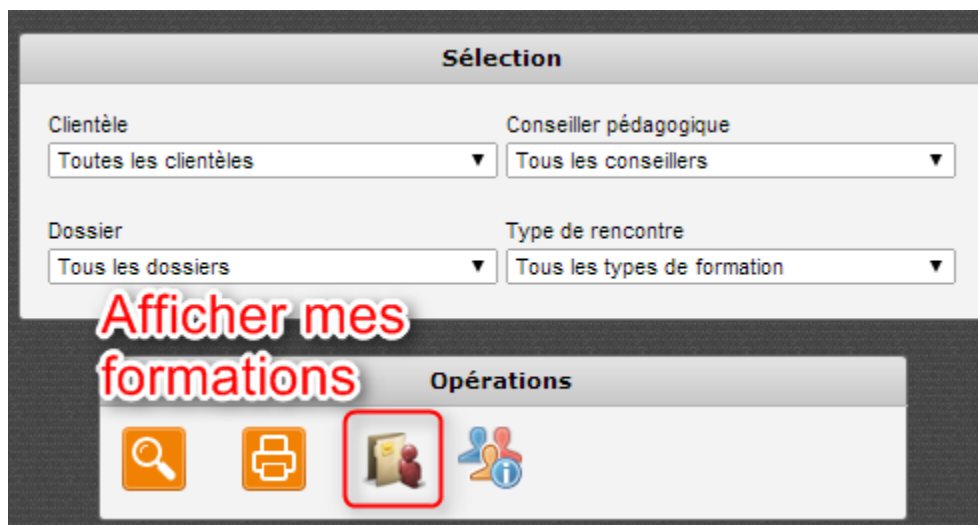 Sélection
Clientèle
Conseiller pédagogique
Toutes les clientèles
Tous les conseillers
Dossier
Type de rencontre
Tous les dossiers
Tous les types de formation
Afficher mes
formations
Opérations